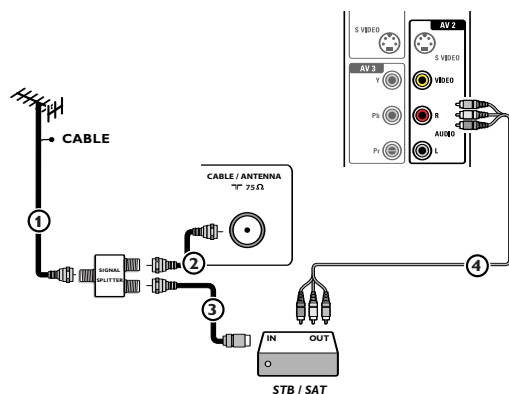 S VIDEO
AV 2
S VIDEO
AV 3
Y
VIDEO
Pb
R
AUDIO
Pr
L
CABLE
CABLE / ANTENNA
75 Ω
1
2
SIGNAL
SPLITTER
3
4
IN
OUT
STB / SAT